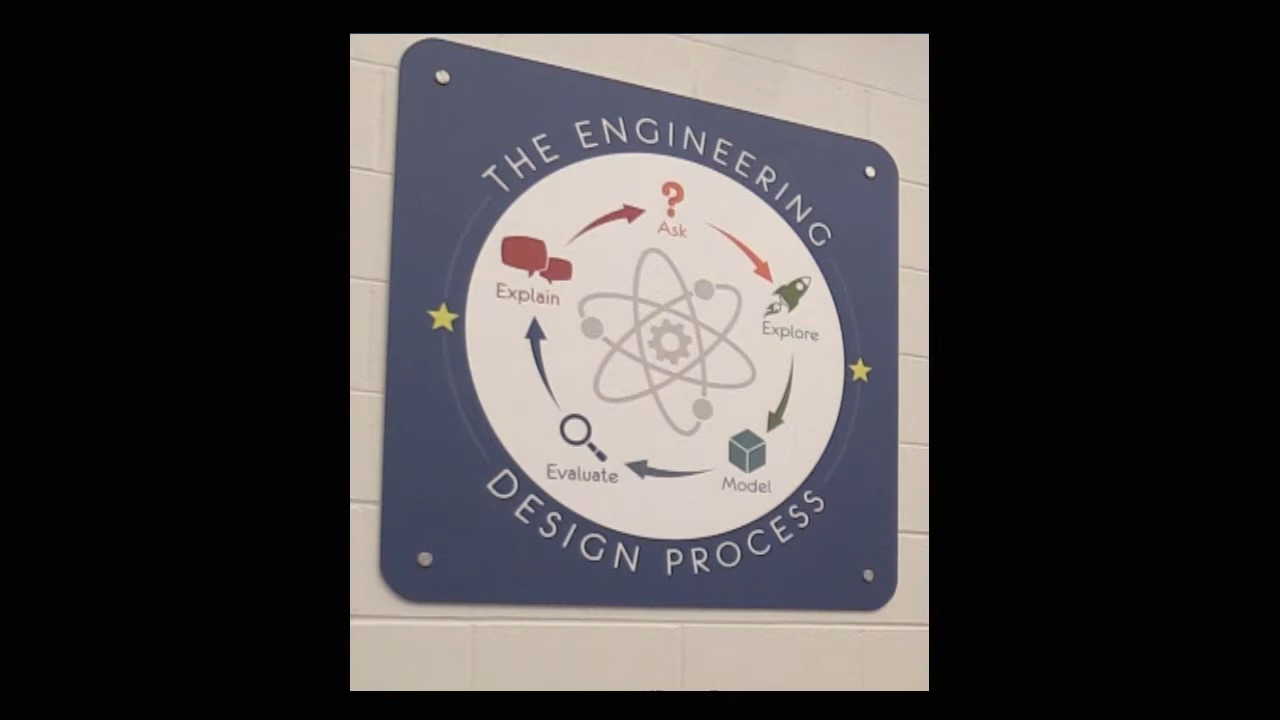 THE ENGINEERING
Ask
Explore
Model
Evaluate
Explain
DESIGN PROCESS